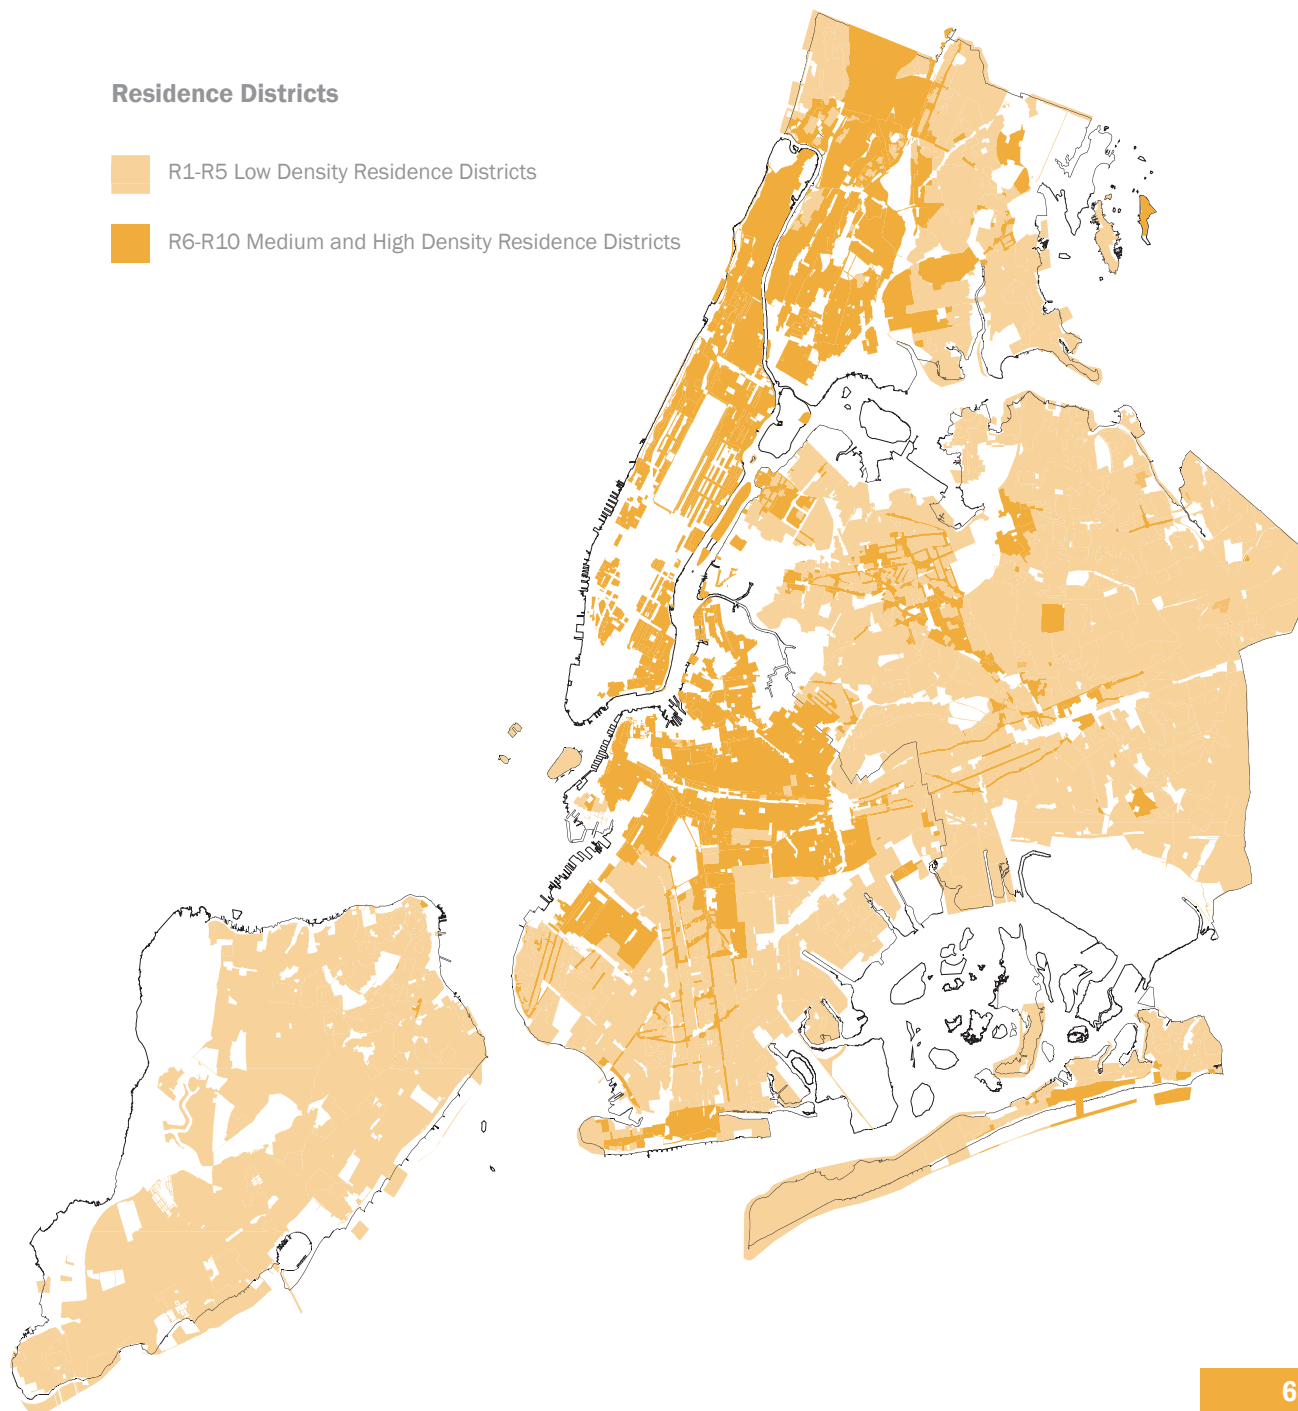 Residence Districts
R1-R5 Low Density Residence Districts
R6-R10 Medium and High Density Residence Districts
6